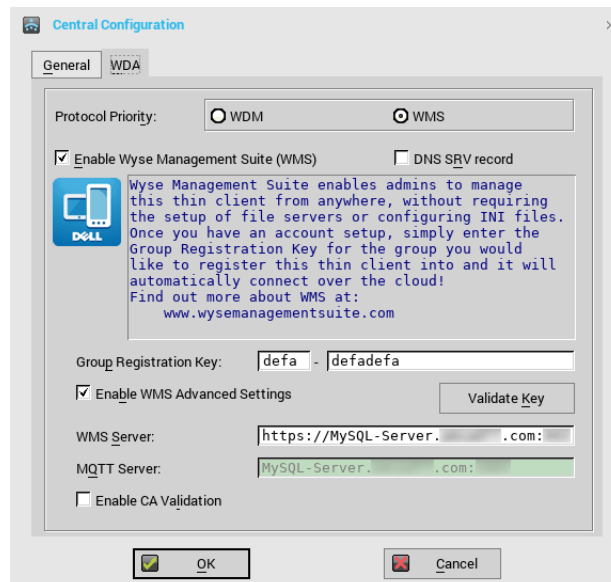 Central Configuration
General WDA
Protocol Priority: WDM WMS
Enable Wyse Management Suite (WMS) DNS SRV record
Wyse Management Suite enables admins to manage
this thin client from anywhere, without requiring
the setup of file servers or configuring INI files.
Once you have an account setup, simply enter the
Group Registration Key for the group you would
like to register this thin client into and it will
automatically connect over the cloud!
Find out more about WMS at:
www.wysemanagementsuite.com
DELL
Group Registration Key: defa - defadefa
Enable WMS Advanced Settings Validate Key
WMS Server: https://MySQL-Server. .com:
MQTT Server: MySQL-Server. .com:
Enable CA Validation
OK Cancel